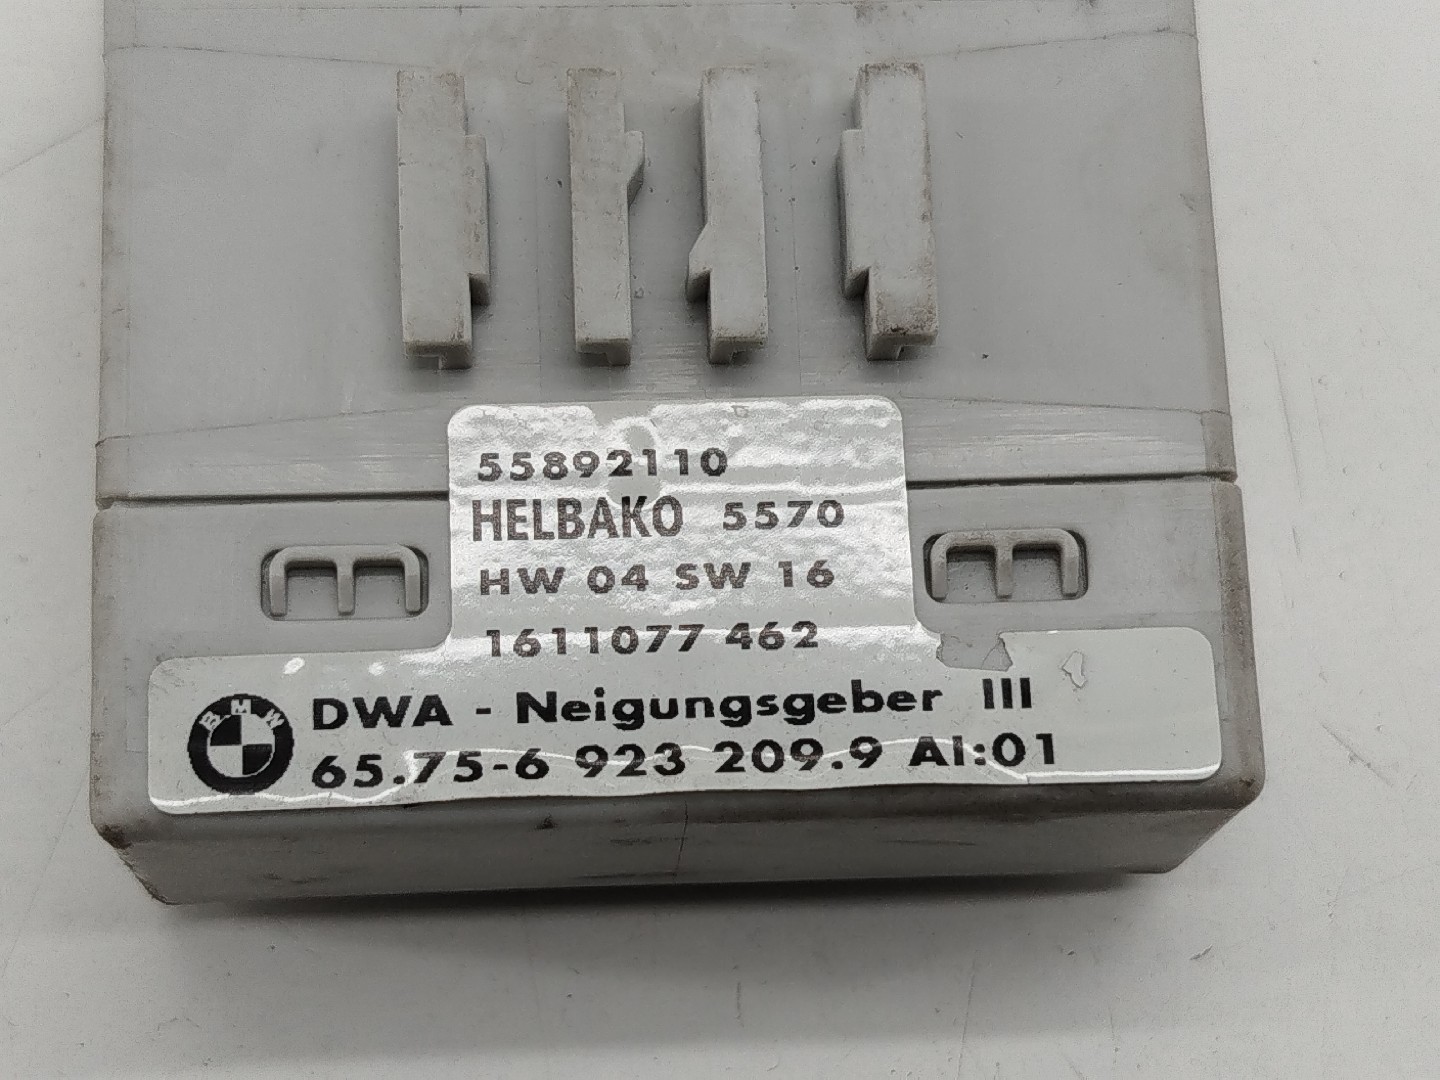 55892110
HELBAKO 5570
HW 04 SW 16
1611077 462
BMW
DWA - Neigungsgeber III
65.75-6 923 209.9 AI:01